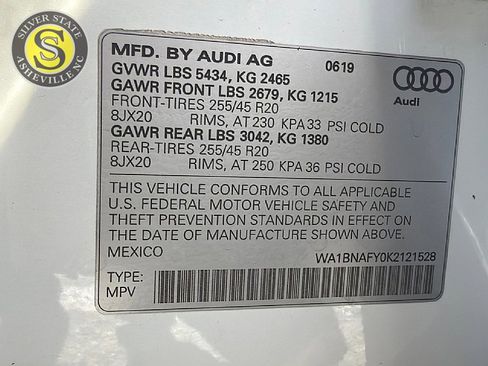 SILVER STATE
S
ASHEVILLE NC
MFD. BY AUDI AG 0619
GVWR LBS 5434, KG 2465
GAWR FRONT LBS 2679, KG 1215
FRONT-TIRES 255/45 R20
8JX20 RIMS, AT 230 KPA 33 PSI COLD
GAWR REAR LBS 3042, KG 1380
REAR-TIRES 255/45 R20
8JX20 RIMS, AT 250 KPA 36 PSI COLD
Audi
THIS VEHICLE CONFORMS TO ALL APPLICABLE
U.S. FEDERAL MOTOR VEHICLE SAFETY AND
THEFT PREVENTION STANDARDS IN EFFECT ON
THE DATE OF MANUFACTURE SHOWN ABOVE.
MEXICO WA1BNAFY0K2121528
TYPE:
MPV